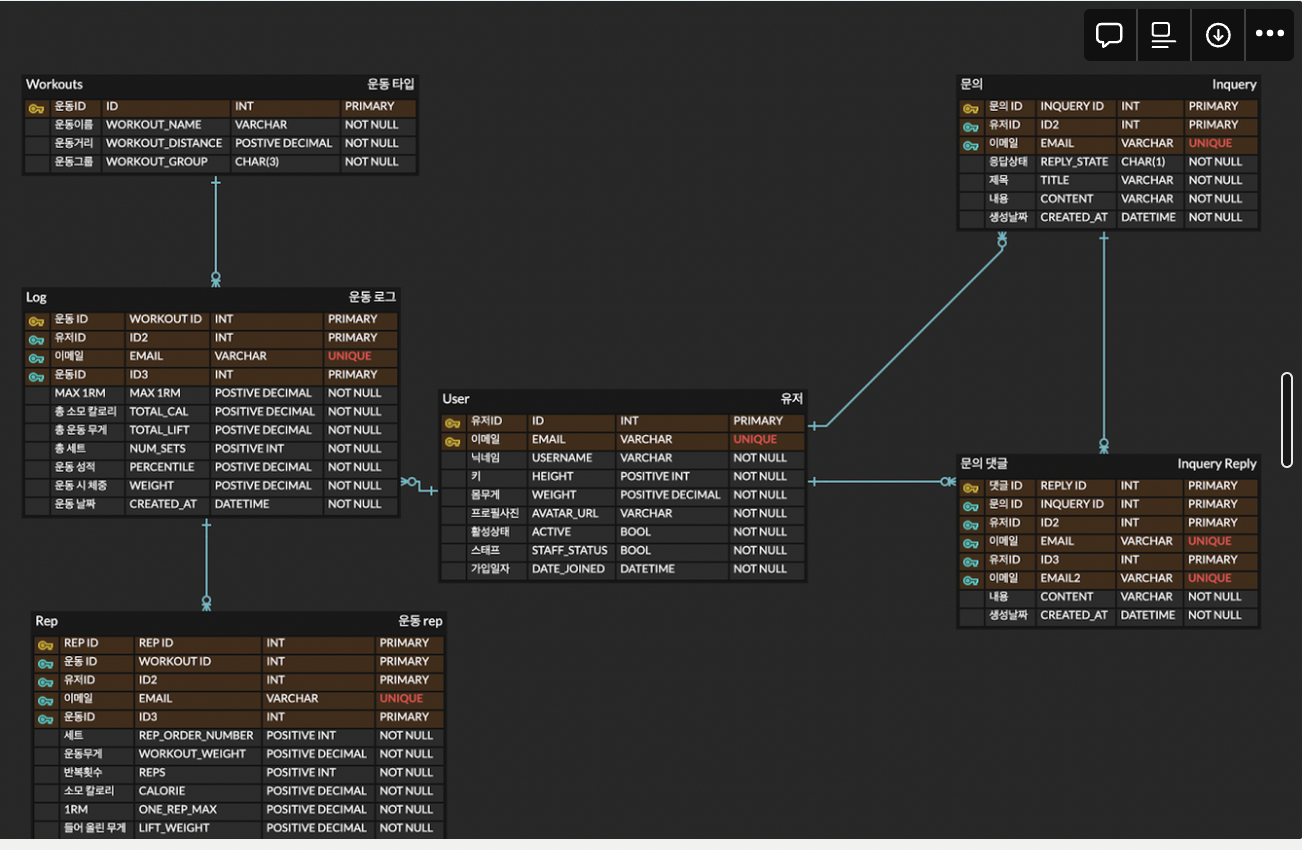 Workouts 운동 타입
운동ID ID INT PRIMARY
운동이름 WORKOUT_NAME VARCHAR NOT NULL
운동거리 WORKOUT_DISTANCE POSTIVE DECIMAL NOT NULL
운동그룹 WORKOUT_GROUP CHAR(3) NOT NULL
문의 Inquery
문의 ID INQUERY ID INT PRIMARY
유저ID ID2 INT PRIMARY
이메일 EMAIL VARCHAR UNIQUE
응답상태 REPLY_STATE CHAR(1) NOT NULL
제목 TITLE VARCHAR NOT NULL
내용 CONTENT VARCHAR NOT NULL
생성날짜 CREATED_AT DATETIME NOT NULL
Log 운동 로그
운동 ID WORKOUT ID INT PRIMARY
유저ID ID2 INT PRIMARY
이메일 EMAIL VARCHAR UNIQUE
운동ID ID3 INT PRIMARY
MAX 1RM MAX 1RM POSTIVE DECIMAL NOT NULL
총 소모 칼로리 TOTAL_CAL POSITIVE DECIMAL NOT NULL
총 운동 무게 TOTAL_LIFT POSITIVE DECIMAL NOT NULL
총 세트 NUM_SETS POSITIVE INT NOT NULL
운동 성적 PERCENTILE POSTIVE DECIMAL NOT NULL
운동 시 체중 WEIGHT POSTIVE DECIMAL NOT NULL
운동 날짜 CREATED_AT DATETIME NOT NULL
User 유저
유저ID ID INT PRIMARY
이메일 EMAIL VARCHAR UNIQUE
닉네임 USERNAME VARCHAR NOT NULL
키 HEIGHT POSITIVE INT NOT NULL
몸무게 WEIGHT POSITIVE DECIMAL NOT NULL
프로필사진 AVATAR_URL VARCHAR NOT NULL
활성상태 ACTIVE BOOL NOT NULL
스태프 STAFF_STATUS BOOL NOT NULL
가입일자 DATE_JOINED DATETIME NOT NULL
문의 댓글 Inquery Reply
댓글 ID REPLY ID INT PRIMARY
문의 ID INQUERY ID INT PRIMARY
유저ID ID2 INT PRIMARY
이메일 EMAIL VARCHAR UNIQUE
유저ID ID3 INT PRIMARY
이메일 EMAIL2 VARCHAR UNIQUE
내용 CONTENT VARCHAR NOT NULL
생성날짜 CREATED_AT DATETIME NOT NULL
Rep 운동 rep
REP ID REP ID INT PRIMARY
운동 ID WORKOUT ID INT PRIMARY
유저ID ID2 INT PRIMARY
이메일 EMAIL VARCHAR UNIQUE
운동ID ID3 INT PRIMARY
세트 REP_ORDER_NUMBER POSITIVE INT NOT NULL
운동무게 WORKOUT_WEIGHT POSITIVE DECIMAL NOT NULL
반복횟수 REPS POSITIVE INT NOT NULL
소모 칼로리 CALORIE POSITIVE DECIMAL NOT NULL
1RM ONE_REP_MAX POSITIVE DECIMAL NOT NULL
들어 올린 무게 LIFT_WEIGHT POSITIVE DECIMAL NOT NULL